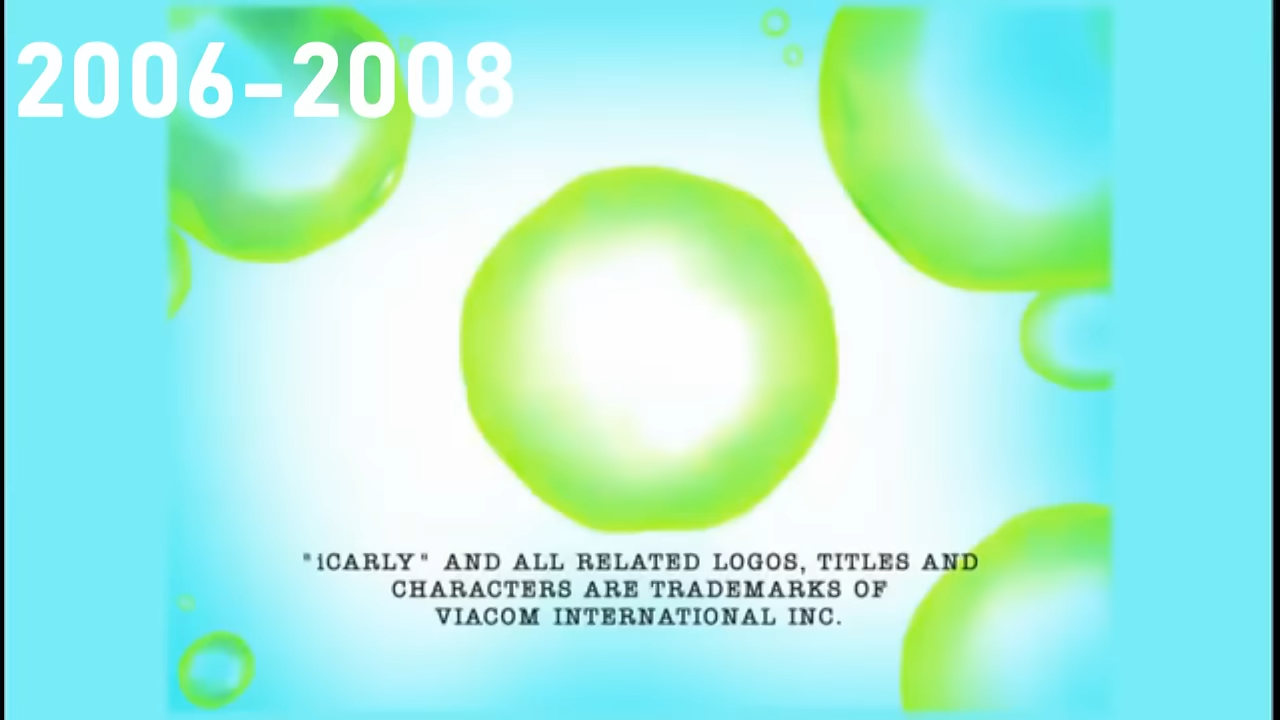 2006-2008
"iCARLY" AND ALL RELATED LOGOS, TITLES AND
CHARACTERS ARE TRADEMARKS OF
VIACOM INTERNATIONAL INC.